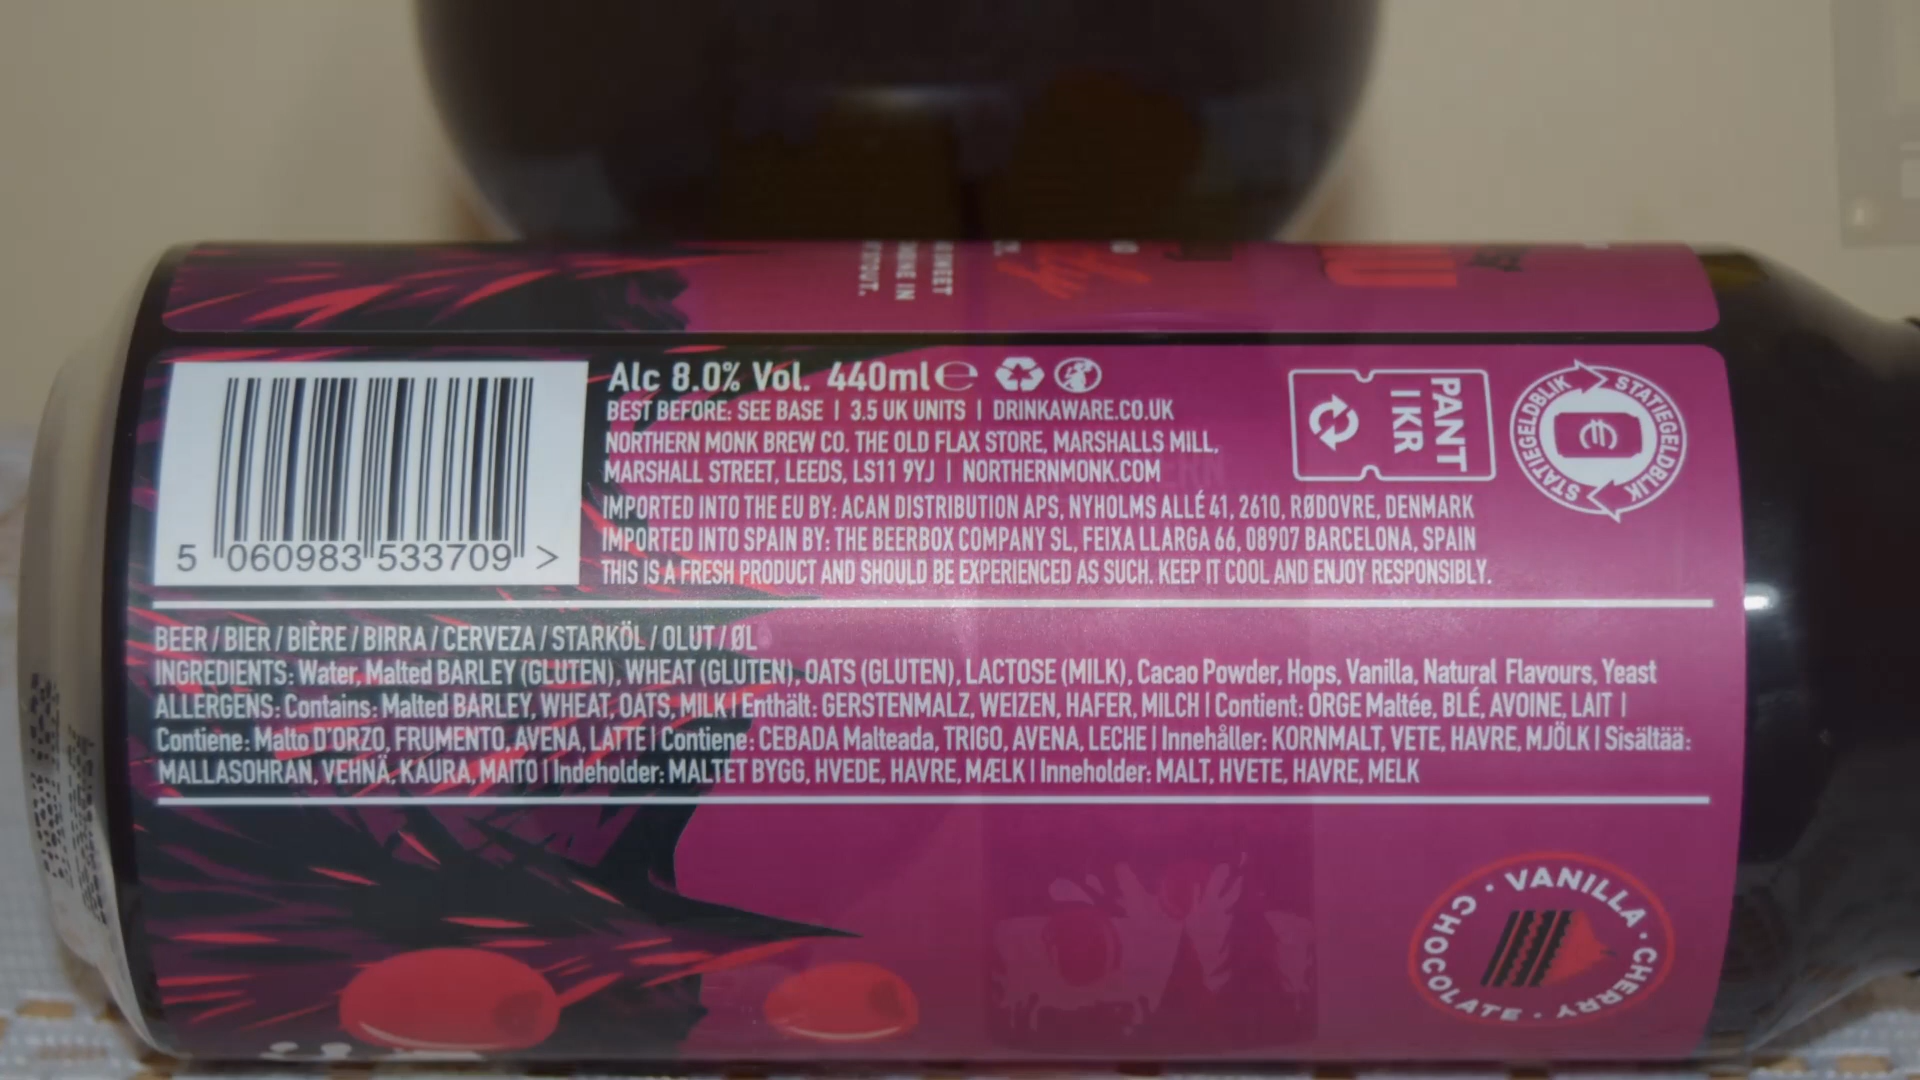 Alc 8.0% Vol. 440ml e
BEST BEFORE: SEE BASE | 3.5 UK UNITS | DRINKAWARE.CO.UK
NORTHERN MONK BREW CO. THE OLD FLAX STORE, MARSHALLS MILL,
MARSHALL STREET, LEEDS, LS11 9YJ | NORTHERNMONK.COM
IMPORTED INTO THE EU BY: ACAN DISTRIBUTION APS, NYHOLMS ALLÉ 41, 2610, RØDOVRE, DENMARK
IMPORTED INTO SPAIN BY: THE BEERBOX COMPANY SL, FEIXA LLARGA 66, 08907 BARCELONA, SPAIN
THIS IS A FRESH PRODUCT AND SHOULD BE EXPERIENCED AS SUCH. KEEP IT COOL AND ENJOY RESPONSIBLY.
5 060983 533709 >
PANT
1 KR
STATIEGELDBLIK STATIEGELDBLIK STATIEGELDBLIK
BEER / BIER / BIÈRE / BIRRA / CERVEZA / STARKÖL / OLUT / ØL
INGREDIENTS: Water, Malted BARLEY (GLUTEN), WHEAT (GLUTEN), OATS (GLUTEN), LACTOSE (MILK), Cacao Powder, Hops, Vanilla, Natural Flavours, Yeast
ALLERGENS: Contains: Malted BARLEY, WHEAT, OATS, MILK | Enthält: GERSTENMALZ, WEIZEN, HAFER, MILCH | Contient: ORGE Maltée, BLÉ, AVOINE, LAIT |
Contiene: Malto D'ORZO, FRUMENTO, AVENA, LATTE | Contiene: CEBADA Malteada, TRIGO, AVENA, LECHE | Innehåller: KORNMALT, VETE, HAVRE, MJÖLK | Sisältää:
MALLASOHRAN, VEHNÄ, KAURA, MAITO | Indeholder: MALTET BYGG, HVEDE, HAVRE, MÆLK | Inneholder: MALT, HVETE, HAVRE, MELK
VANILLA · CHERRY · CHOCOLATE ·
SWEET
IN
STOUT.